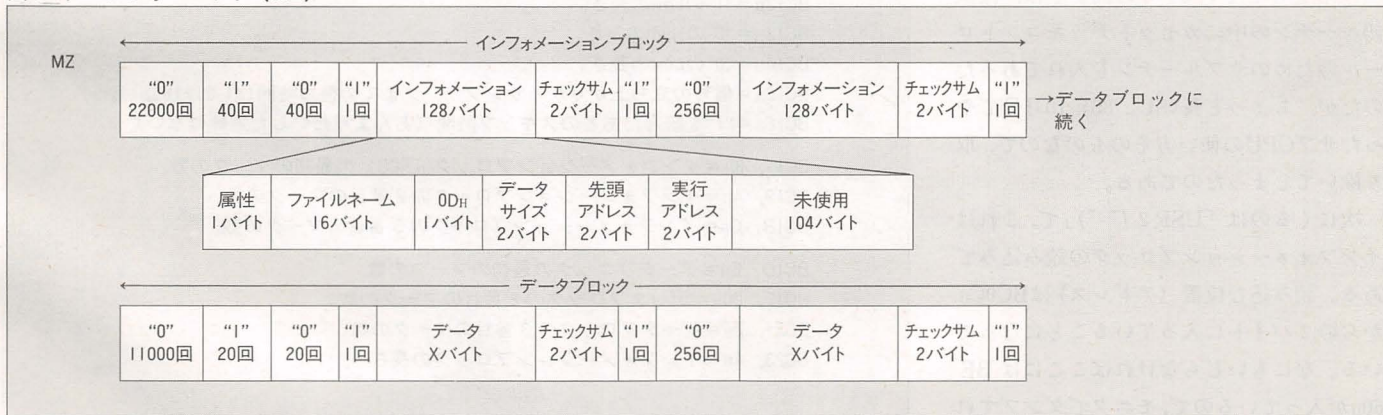 インフォメーションブロック
MZ
“0” 22000回
“1” 40回
“0” 40回
“1” 1回
インフォメーション 128バイト
チェックサム 2バイト
“1” 1回
“0” 256回
インフォメーション 128バイト
チェックサム 2バイト
“1” 1回
→データブロックに
続く
属性 1バイト
ファイルネーム 16バイト
0DH 1バイト
データ サイズ 2バイト
先頭 アドレス 2バイト
実行 アドレス 2バイト
未使用 104バイト
データブロック
“0” 11000回
“1” 20回
“0” 20回
“1” 1回
データ Xバイト
チェックサム 2バイト
“1” 1回
“0” 256回
データ Xバイト
チェックサム 2バイト
“1” 1回